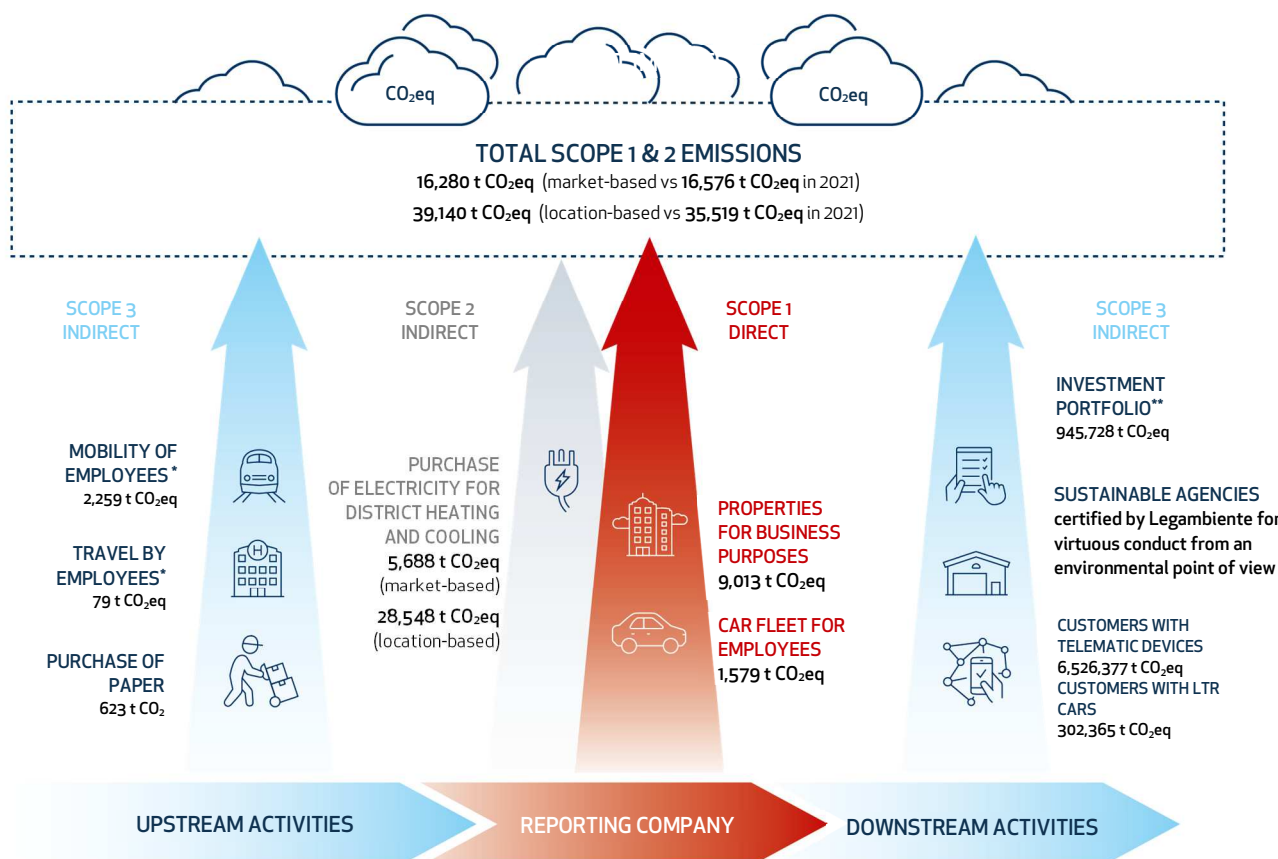 CO₂eq
CO₂eq
TOTAL SCOPE 1 & 2 EMISSIONS
16,280 t CO₂eq (market-based vs 16,576 t CO₂eq in 2021)
39,140 t CO₂eq (location-based vs 35,519 t CO₂eq in 2021)
SCOPE 3
INDIRECT
MOBILITY OF
EMPLOYEES *
2,259 t CO₂eq
TRAVEL BY
EMPLOYEES*
79 t CO₂eq
H
PURCHASE OF
PAPER
623 t CO₂
SCOPE 2
INDIRECT
PURCHASE
OF ELECTRICITY FOR
DISTRICT HEATING
AND COOLING
5,688 t CO₂eq
(market-based)
28,548 t CO₂eq
(location-based)
SCOPE 1
DIRECT
PROPERTIES
FOR BUSINESS
PURPOSES
9,013 t CO₂eq
CAR FLEET FOR
EMPLOYEES
1,579 t CO₂eq
SCOPE 3
INDIRECT
INVESTMENT
PORTFOLIO**
945,728 t CO₂eq
SUSTAINABLE AGENCIES
certified by Legambiente for
virtuous conduct from an
environmental point of view
CUSTOMERS WITH
TELEMATIC DEVICES
6,526,377 t CO₂eq
CUSTOMERS WITH LTR
CARS
302,365 t CO₂eq
UPSTREAM ACTIVITIES
REPORTING COMPANY
DOWNSTREAM ACTIVITIES